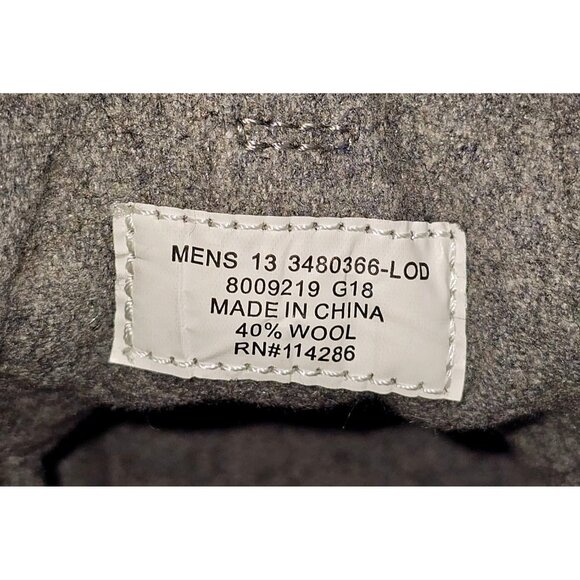 MENS 13 3480366-LOD
8009219 G18
MADE IN CHINA
40% WOOL
RN#114286